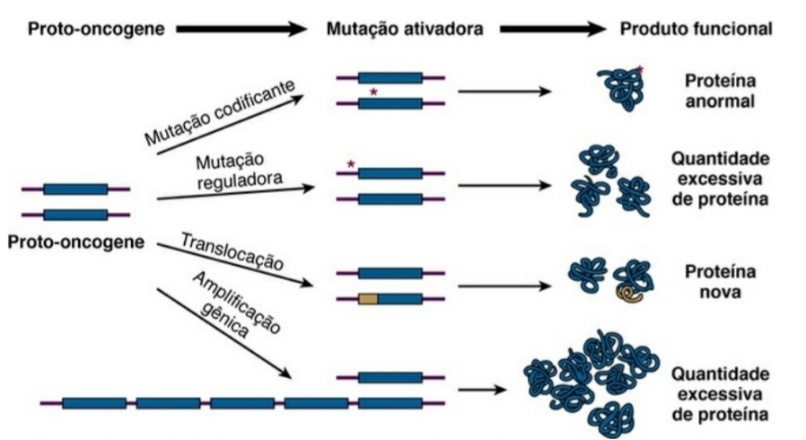 Proto-oncogene
Mutação ativadora
Produto funcional
Mutação codificante
*
*
Proteína
anormal
Mutação
reguladora
*
Quantidade
excessiva
de proteína
Proto-oncogene
Translocação
Proteína
nova
Amplificação
gênica
Quantidade
excessiva
de proteína